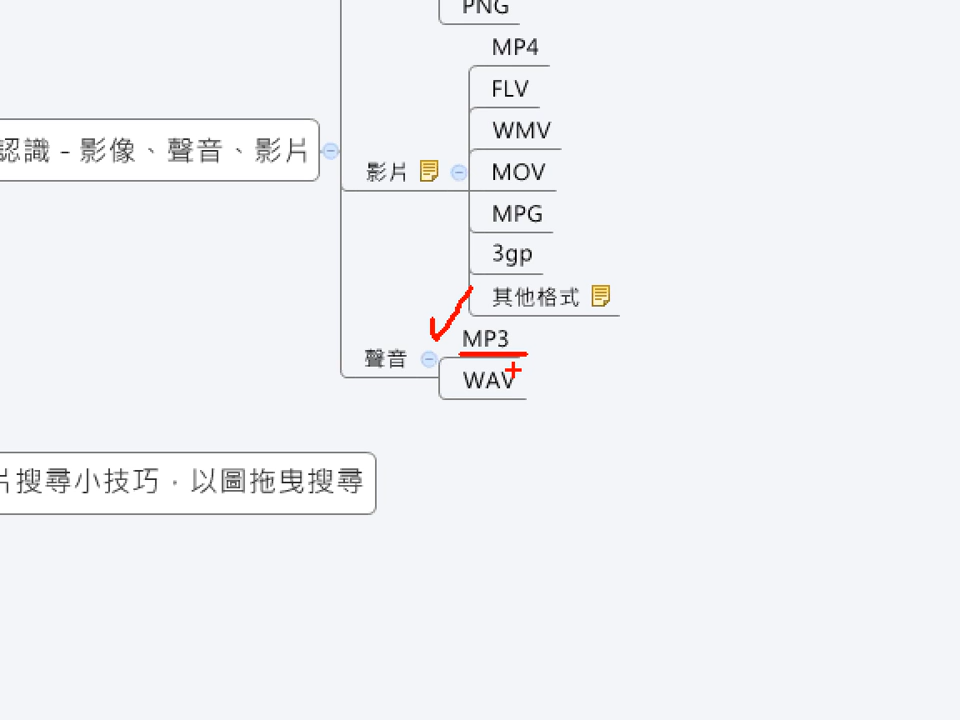 PNG
MP4
FLV
認識 - 影像、聲音、影片
WMV
影片
MOV
MPG
3gp
其他格式
MP3
聲音
WAV
片搜尋小技巧,以圖拖曳搜尋